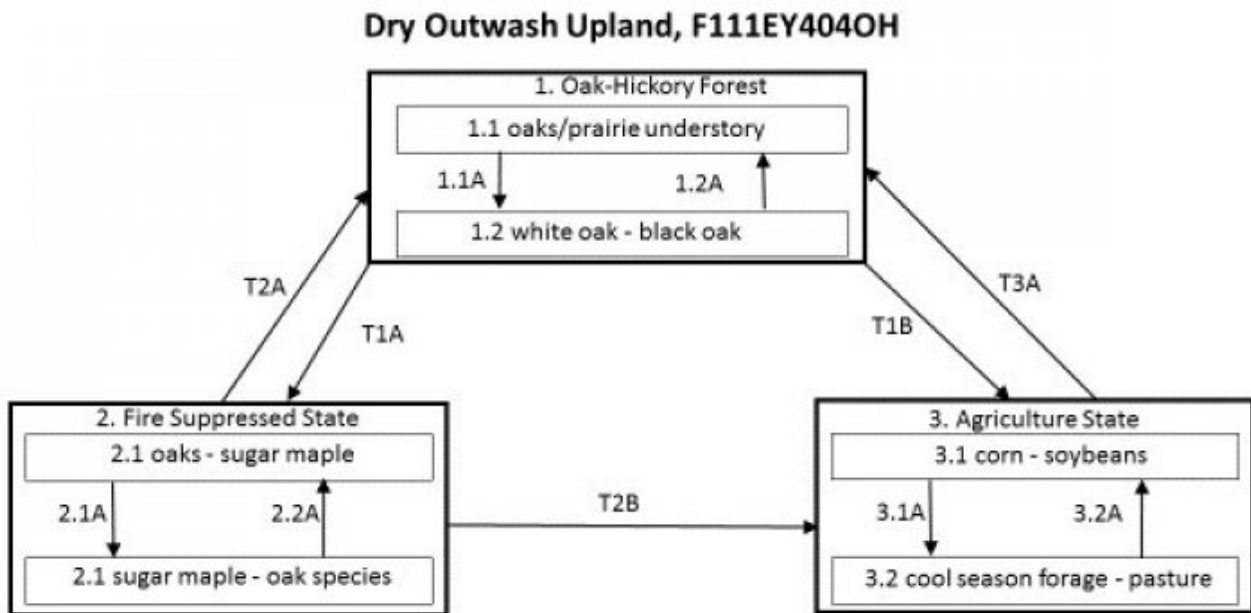 Dry Outwash Upland, F111EY404OH
1. Oak-Hickory Forest
1.1 oaks/prairie understory
1.1A
1.2A
1.2 white oak - black oak
T2A
T1A
T1B
T3A
2. Fire Suppressed State
2.1 oaks - sugar maple
2.1A
2.2A
2.1 sugar maple - oak species
T2B
3. Agriculture State
3.1 corn - soybeans
3.1A
3.2A
3.2 cool season forage - pasture